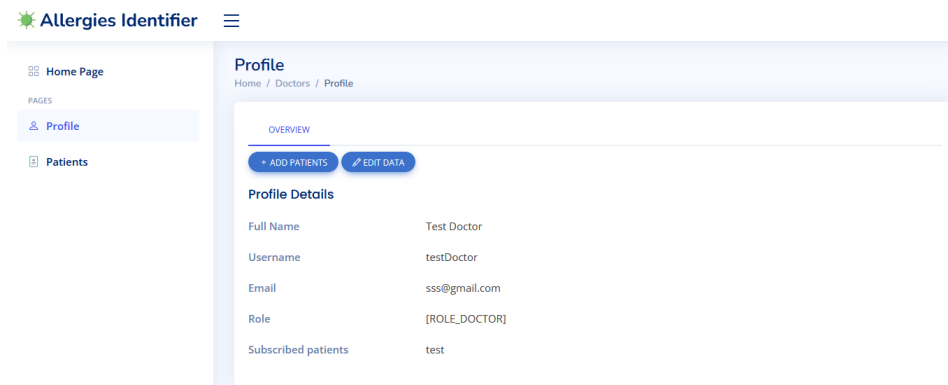 Allergies Identifier
Home Page
PAGES
Profile
Patients
Profile
Home / Doctors / Profile
OVERVIEW
+ ADD PATIENTS
EDIT DATA
Profile Details
Full Name Test Doctor
Username testDoctor
Email sss@gmail.com
Role [ROLE_DOCTOR]
Subscribed patients test